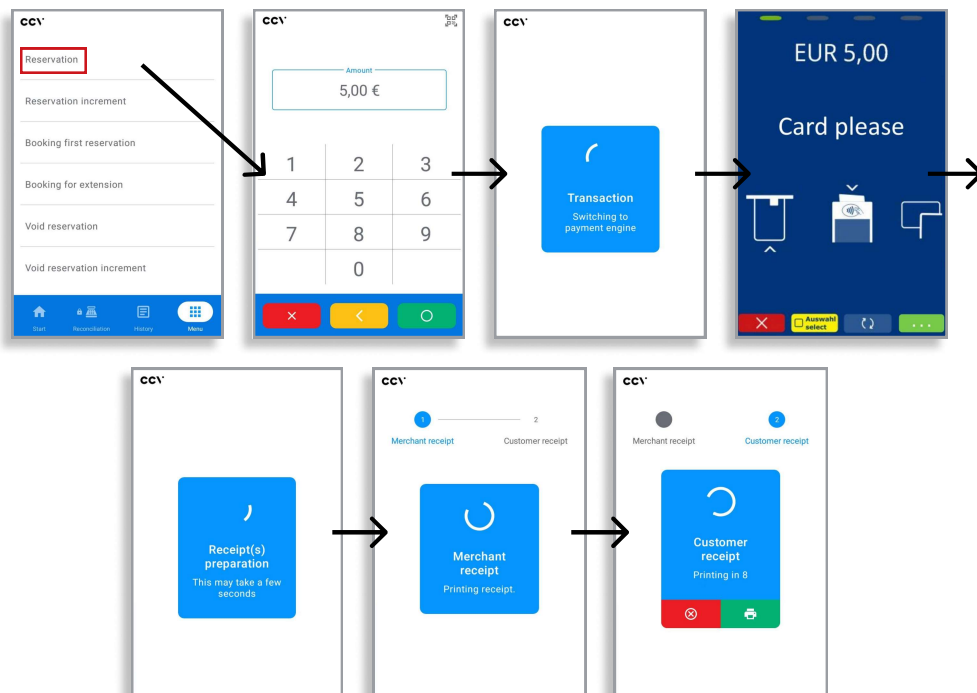 ccv
Reservation
Reservation increment
Booking first reservation
Booking for extension
Void reservation
Void reservation increment
Start
Reconciliation
History
Menu
ccv
Amount
5,00 €
1 2 3
4 5 6
7 8 9
0
ccv
Transaction
Switching to
payment engine
EUR 5,00
Card please
Auswahl
select
ccv
Receipt(s)
preparation
This may take a few
seconds
ccv
1 2
Merchant receipt Customer receipt
Merchant
receipt
Printing receipt.
ccv
2
Merchant receipt Customer receipt
Customer
receipt
Printing in 8